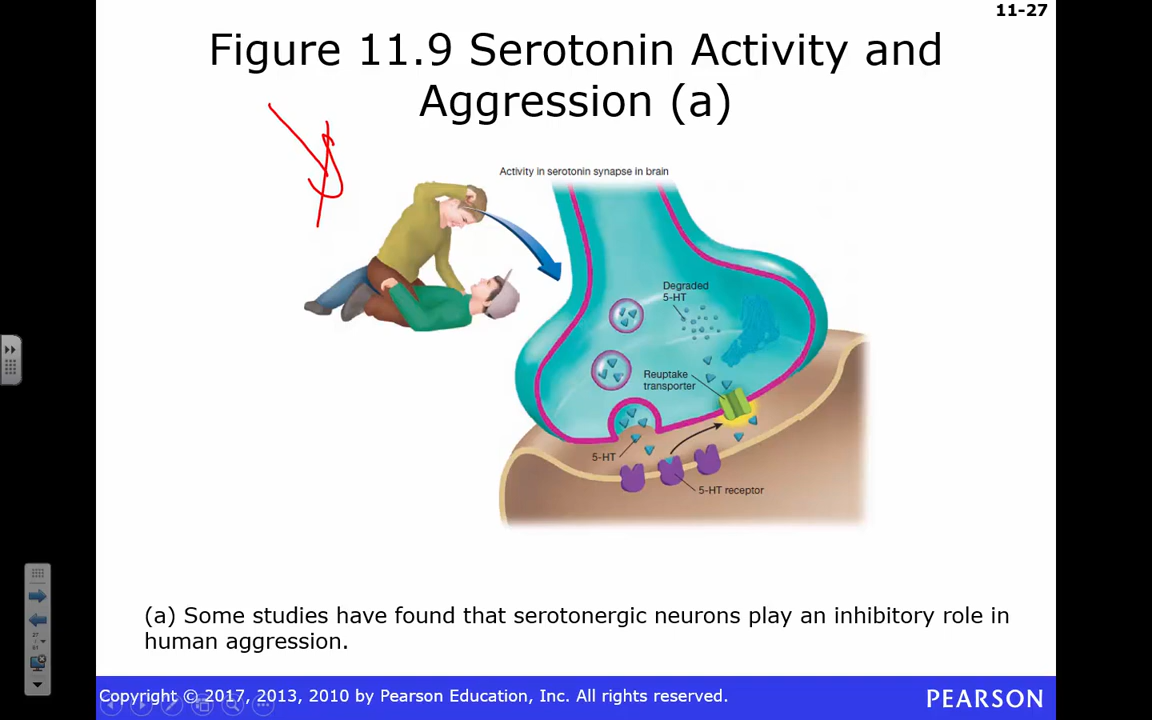 11-27
Figure 11.9 Serotonin Activity and
Aggression (a)
Activity in serotonin synapse in brain
Degraded
5-HT
Reuptake
transporter
5-HT
5-HT receptor
(a) Some studies have found that serotonergic neurons play an inhibitory role in
human aggression.
Copyright © 2017, 2013, 2010 by Pearson Education, Inc. All rights reserved.
PEARSON
27